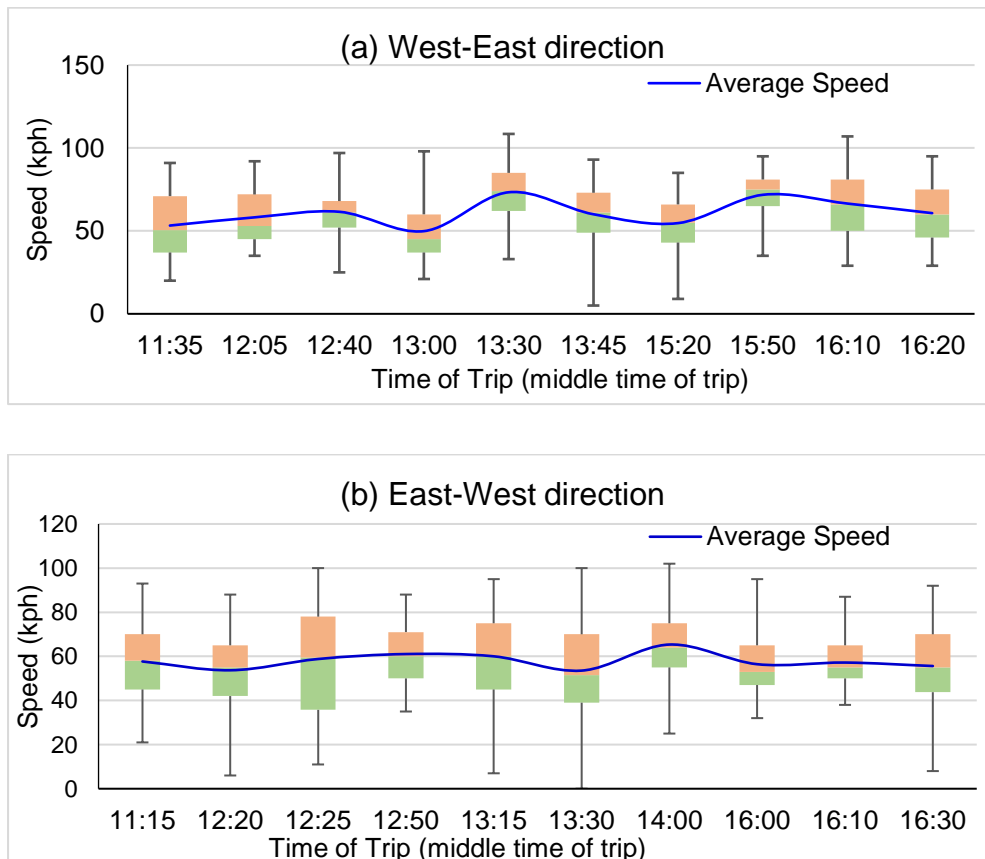 (a) West-East direction
Average Speed
Speed (kph)
150
100
50
0
11:35 12:05 12:40 13:00 13:30 13:45 15:20 15:50 16:10 16:20
Time of Trip (middle time of trip)
(b) East-West direction
Average Speed
Speed (kph)
120
100
80
60
40
20
0
11:15 12:20 12:25 12:50 13:15 13:30 14:00 16:00 16:10 16:30
Time of Trip (middle time of trip)